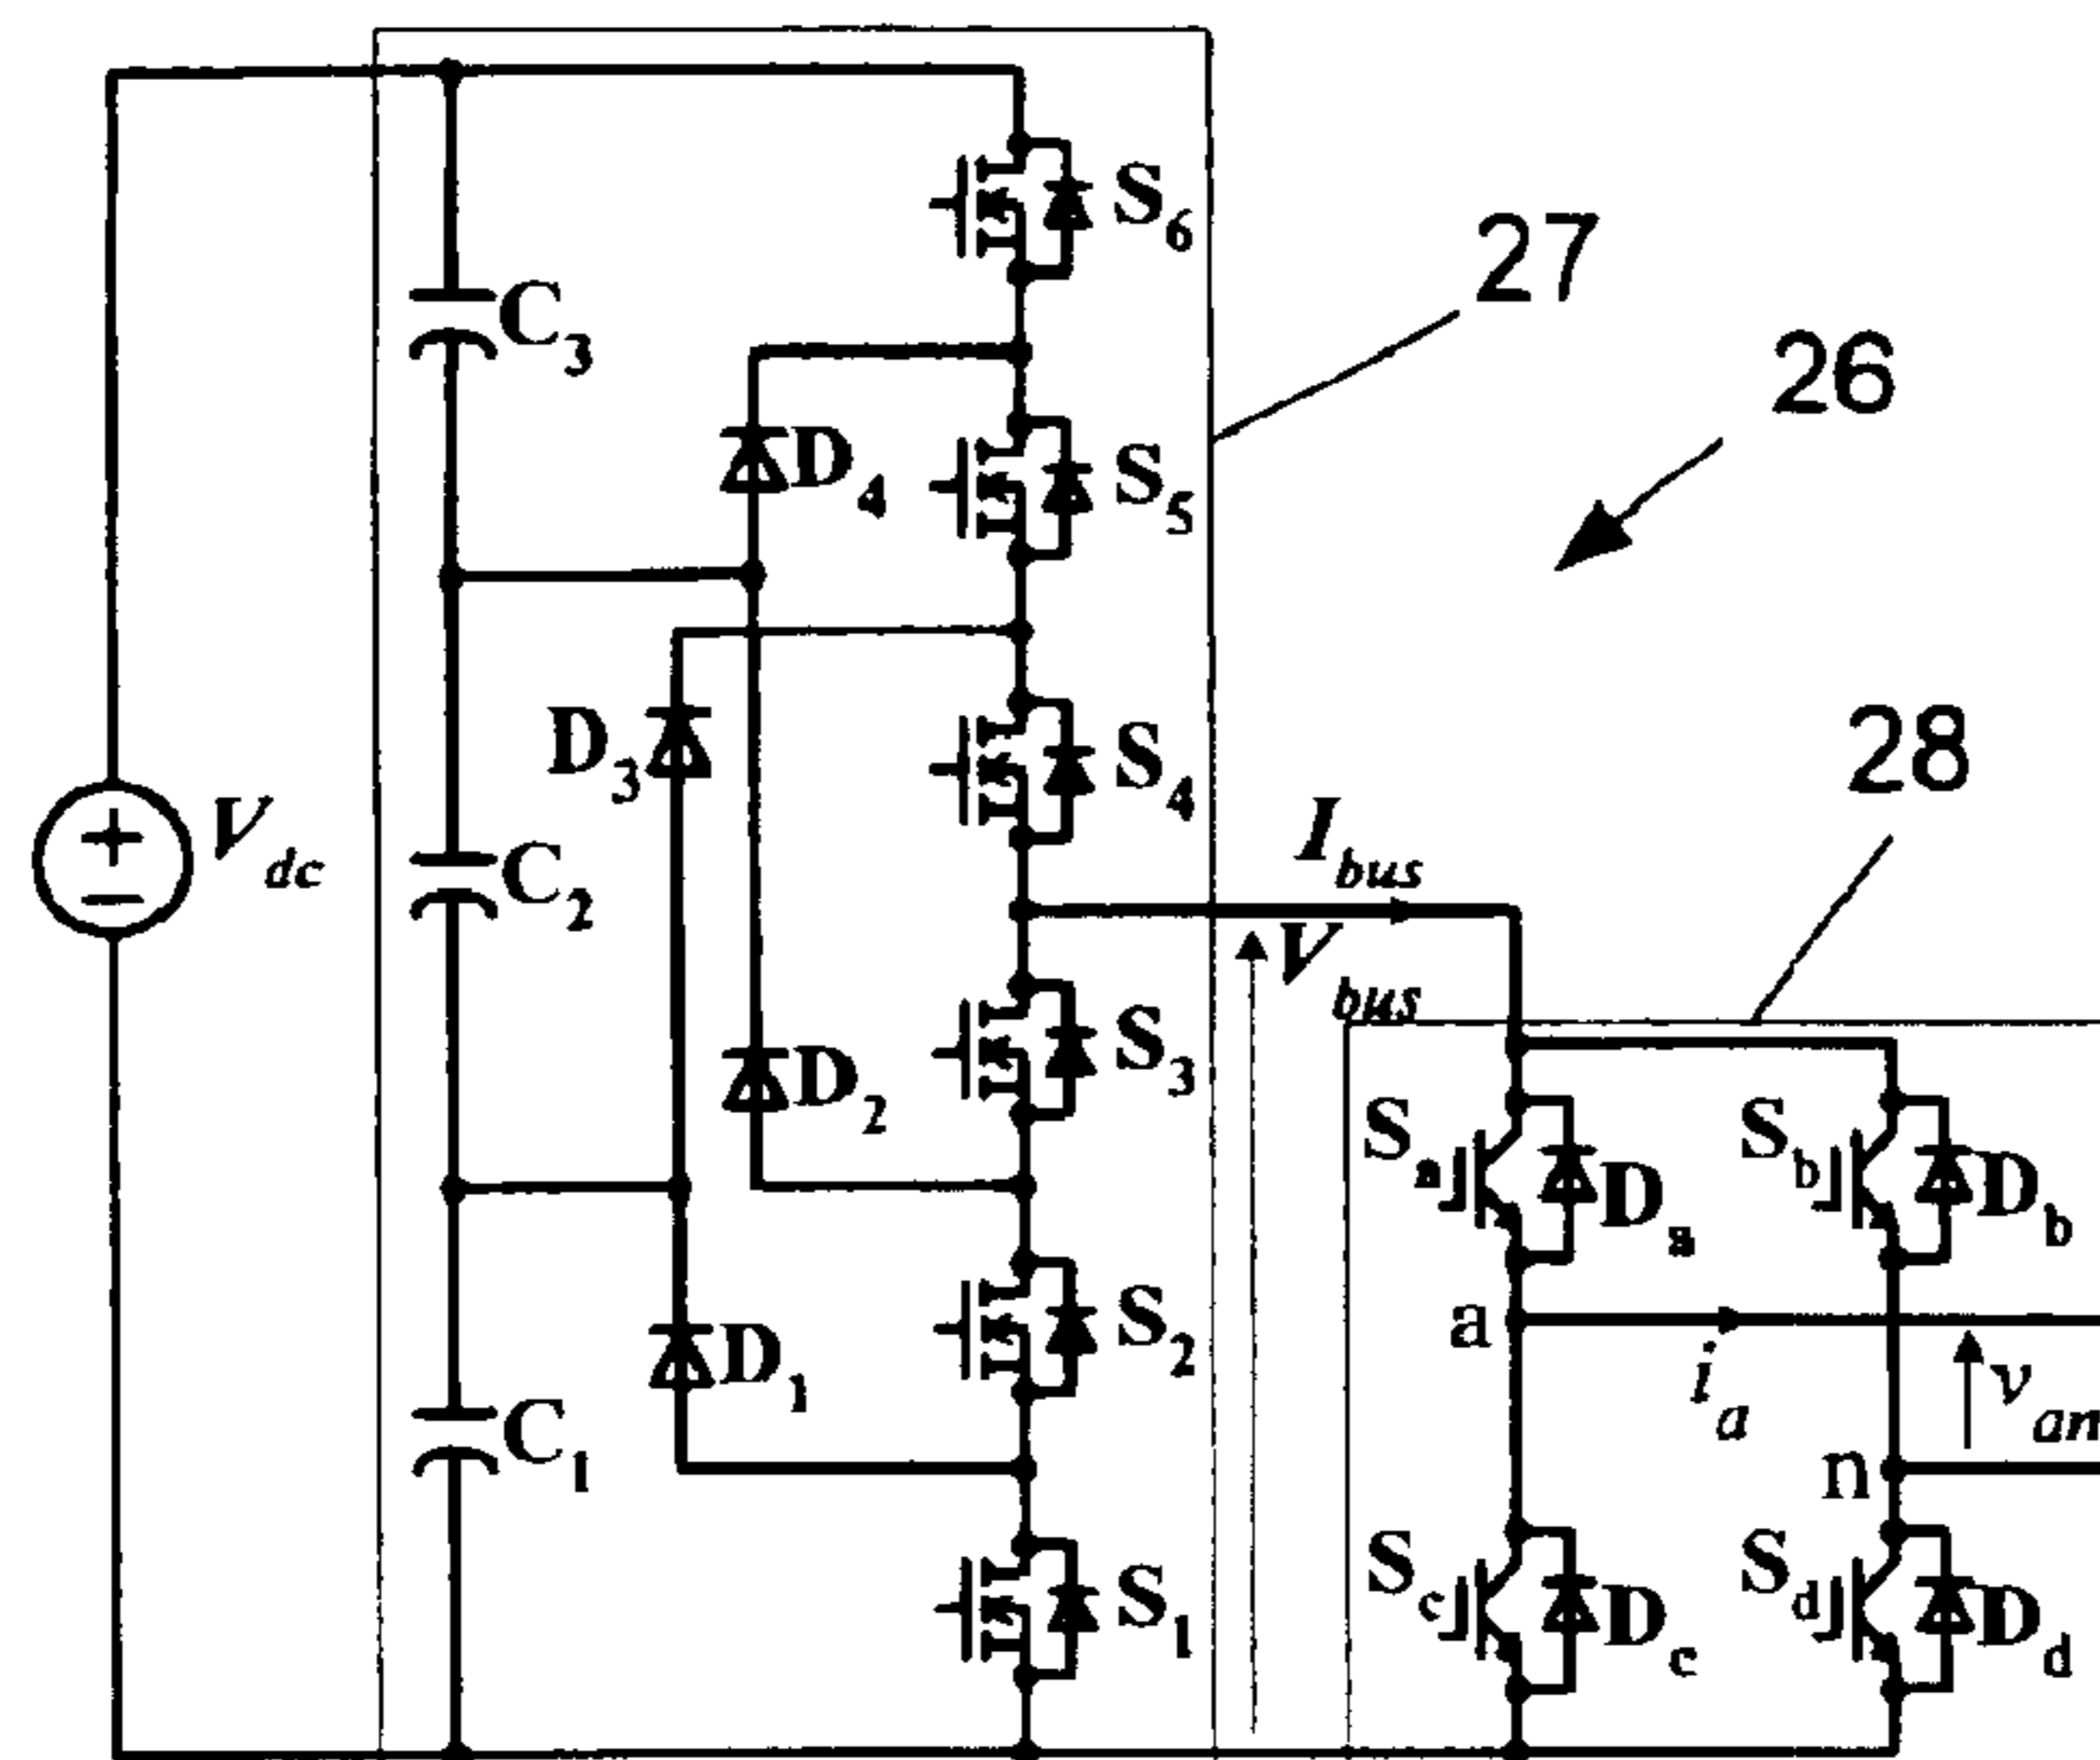 S6
27
C3
26
D4
S5
D3
S4
28
Vdc
C2
Ibus
Vbus
D2
S3
Sa
Da
Sb
Db
a
ia
van
D1
S2
C1
n
Sc
Dc
Sd
Dd
S1